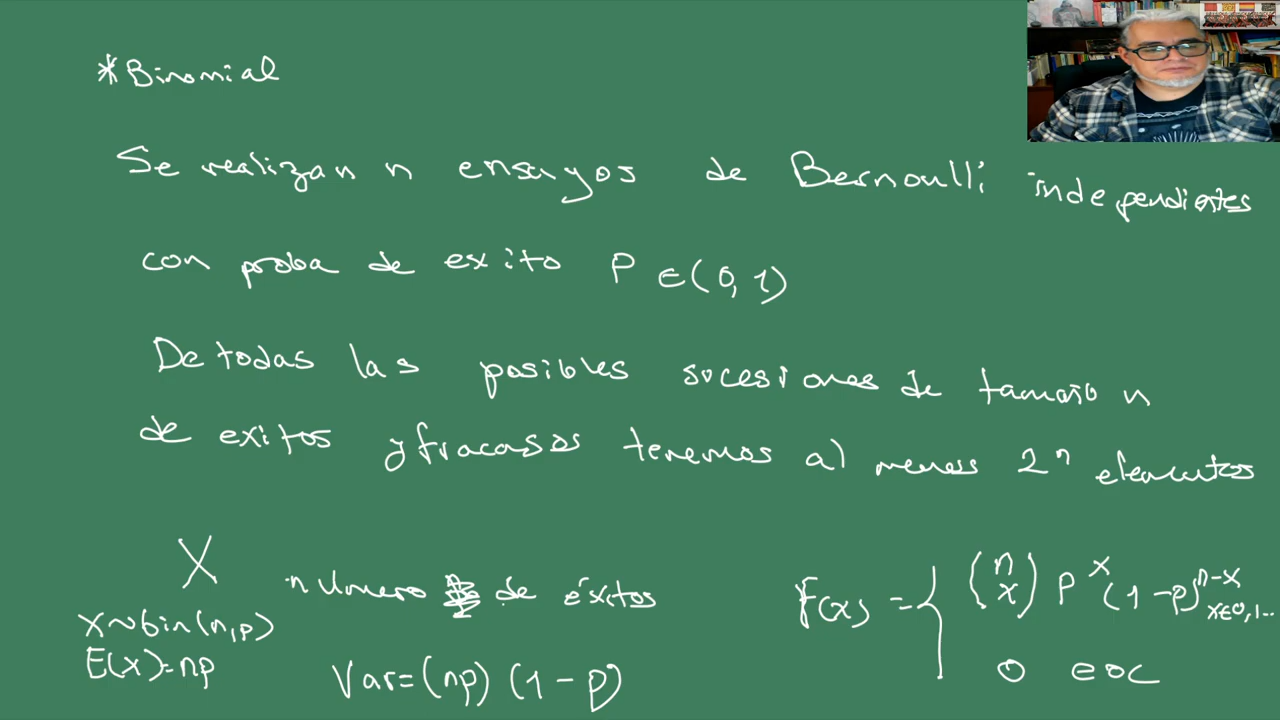 *Binomial
Se realizan n ensayos de Bernoulli independientes
con proba de exito P ∈ (0, 1)
De todas las posibles sucesiones de tamaño n
de exitos y fracasos tenemos al menos 2ⁿ elementos
X número de éxitos
X~bin(n,p)
E(x)=np
Var=(np)(1-p)
F(x) = { (n x) P^x (1-p)^n-x x∈0,1...
0 eoc